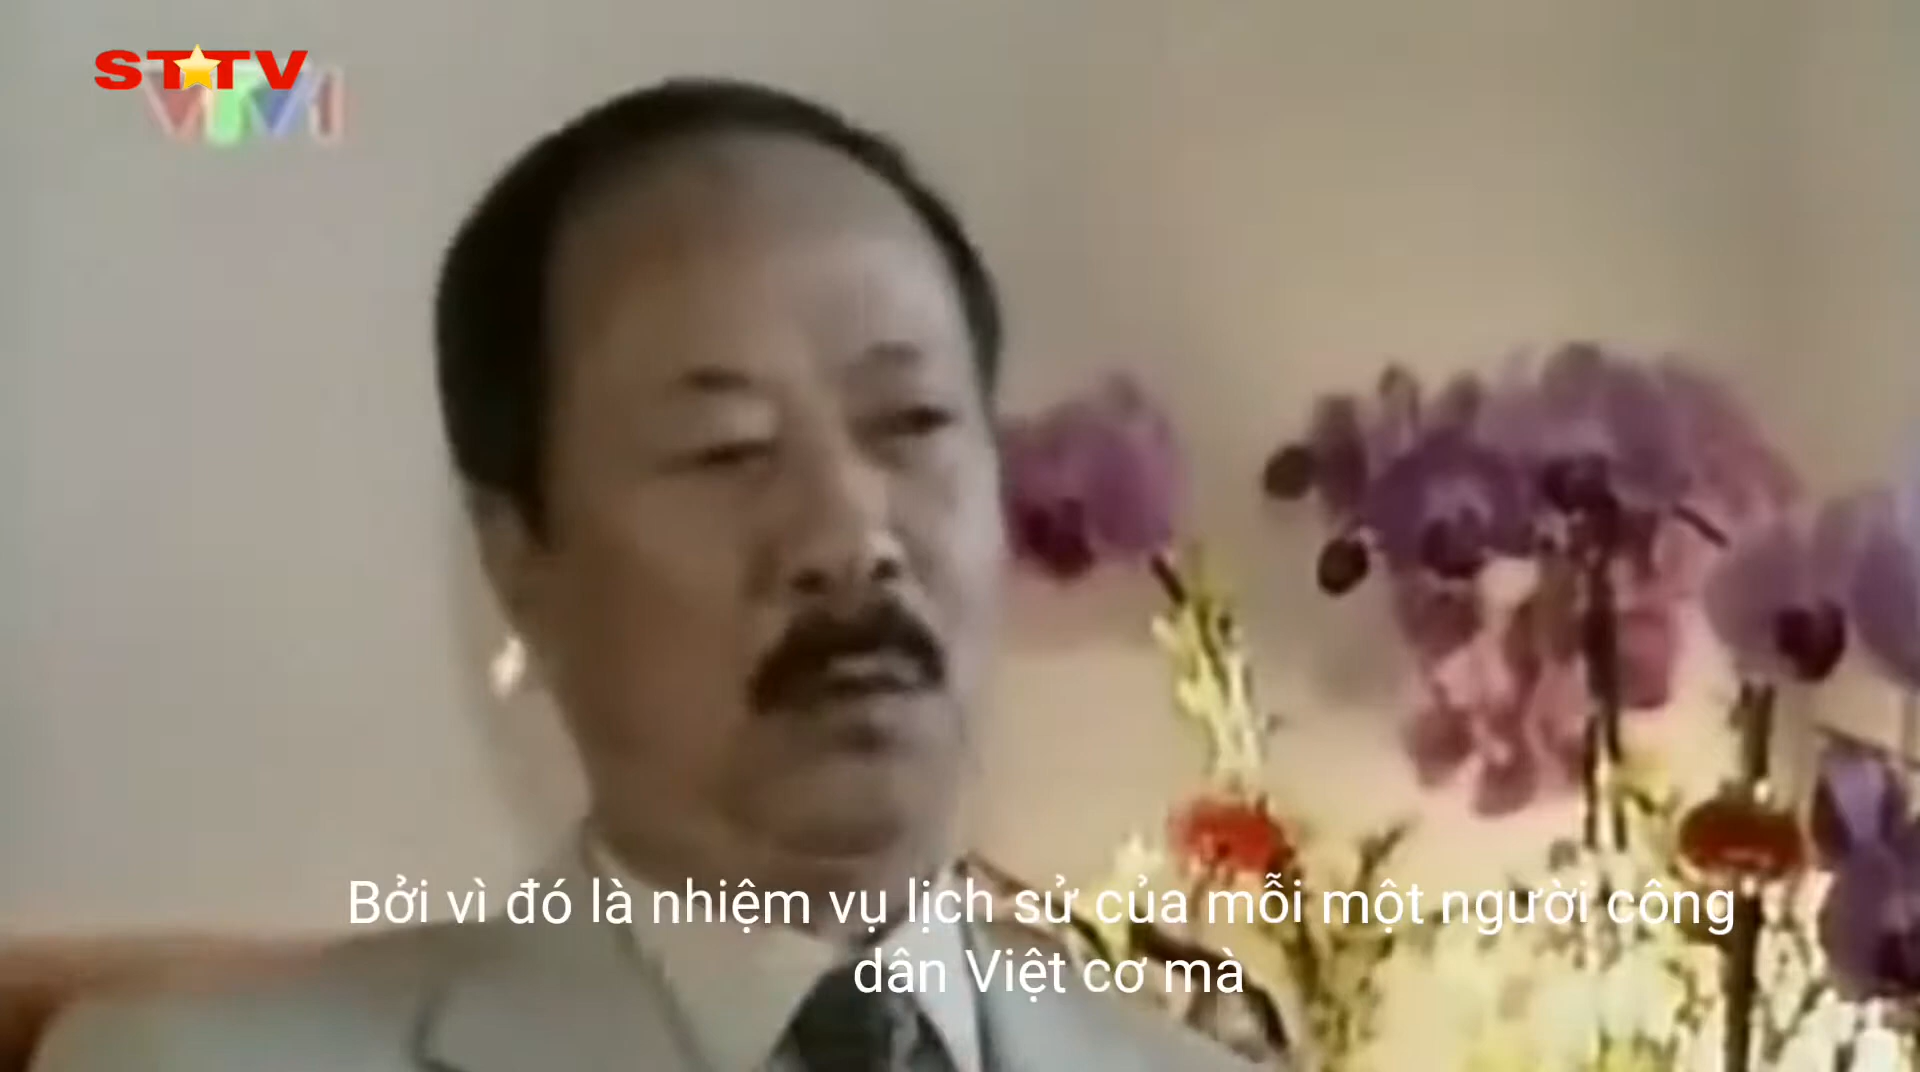 STTV
VTV1
Bởi vì đó là nhiệm vụ lịch sử của mỗi một người công
dân Việt cơ mà